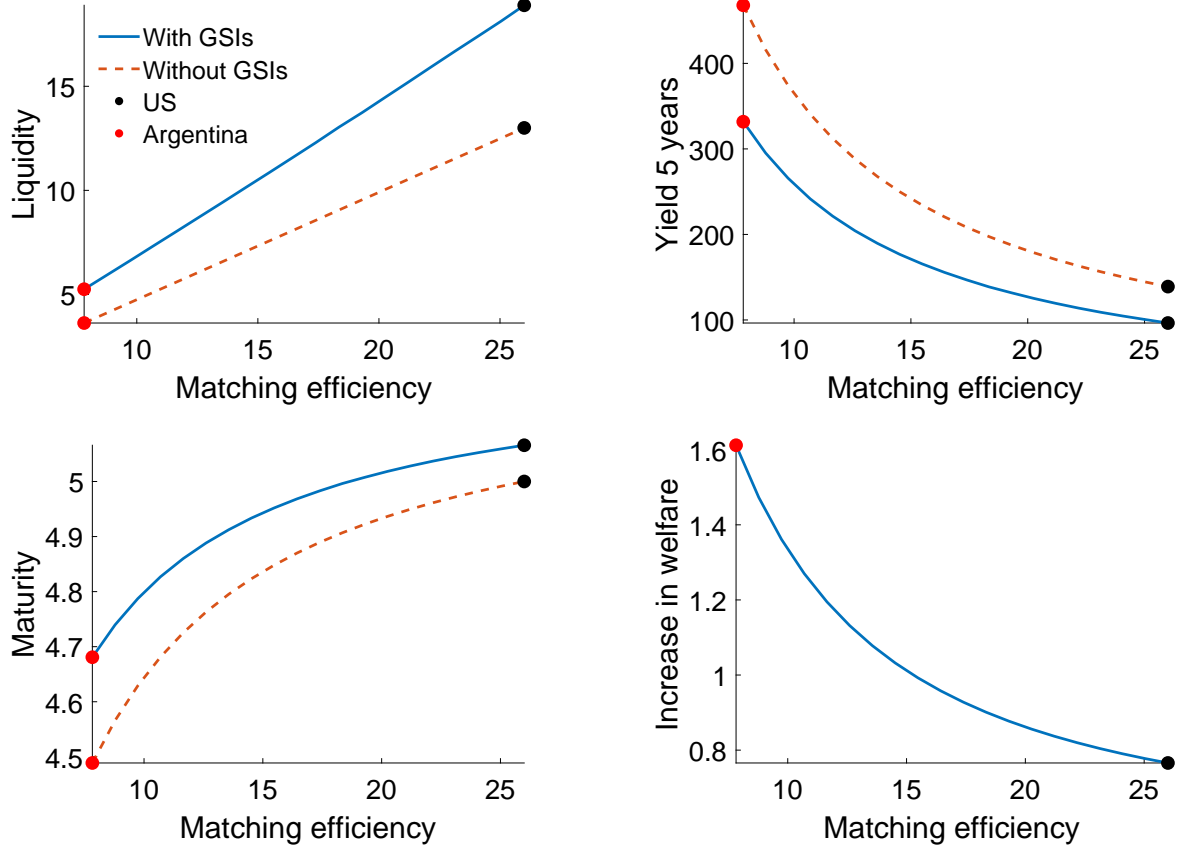 With GSIs
Without GSIs
US
Argentina
15
10
5
Liquidity
10 15 20 25
Matching efficiency
400
300
200
100
Yield 5 years
10 15 20 25
Matching efficiency
5
4.9
4.8
4.7
4.6
4.5
Maturity
10 15 20 25
Matching efficiency
1.6
1.4
1.2
1
0.8
Increase in welfare
10 15 20 25
Matching efficiency